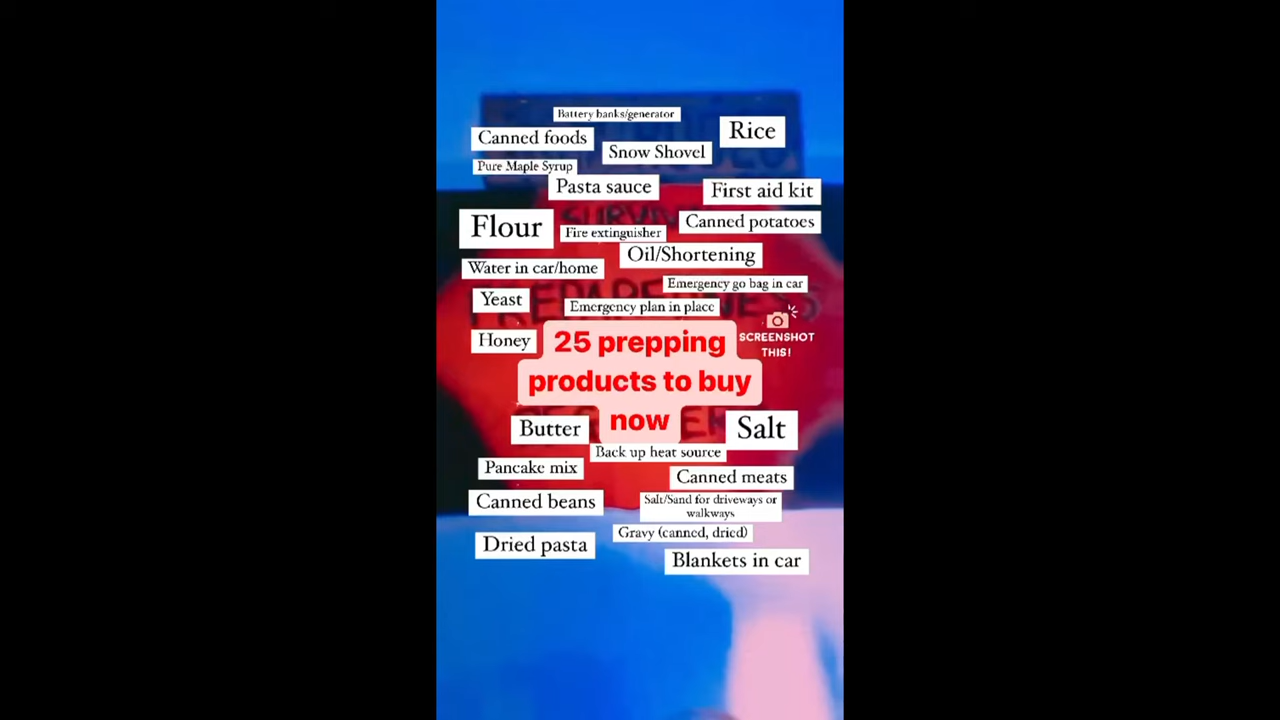 Battery banks/generator
Canned foods
Rice
Snow Shovel
Pure Maple Syrup
Pasta sauce
First aid kit
Flour
Canned potatoes
Fire extinguisher
Oil/Shortening
Water in car/home
Emergency go bag in car
Yeast
Emergency plan in place
Honey
25 prepping
products to buy
now
SCREENSHOT
THIS!
Butter
Salt
Back up heat source
Pancake mix
Canned meats
Canned beans
Salt/Sand for driveways or
walkways
Gravy (canned, dried)
Dried pasta
Blankets in car